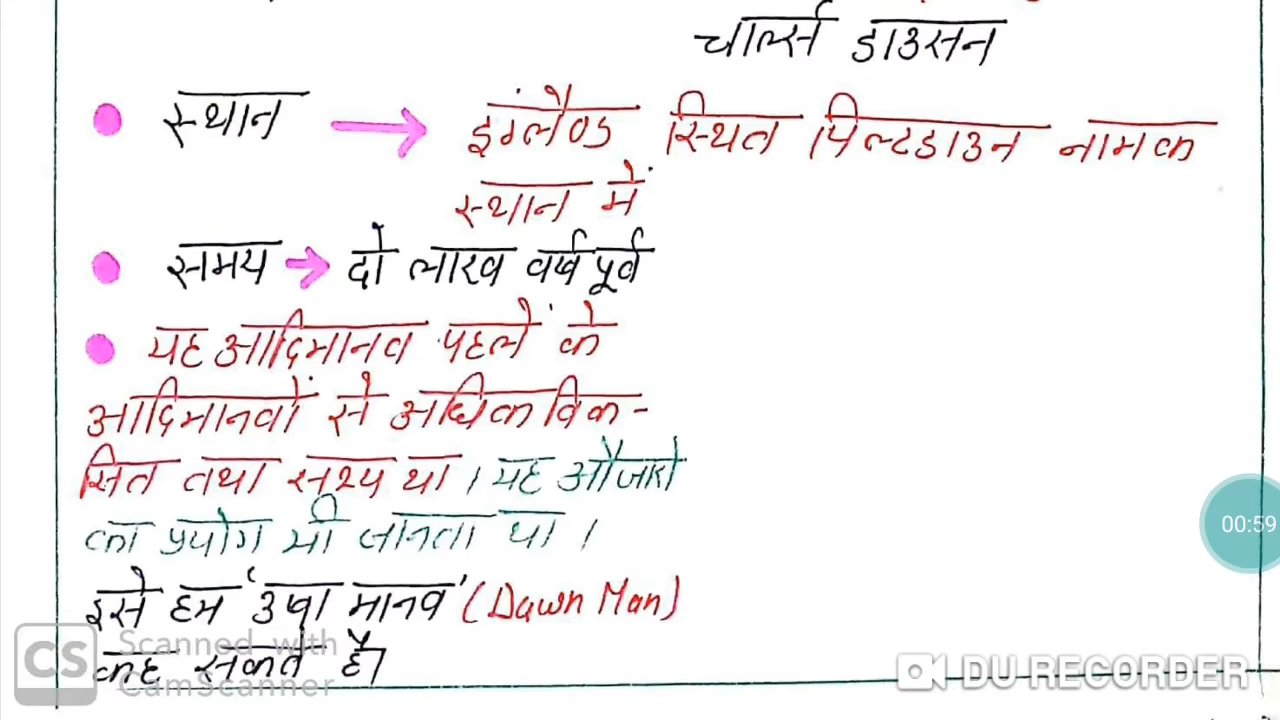 चार्ल्स डाउसन
स्थान → इंग्लैण्ड स्थित पिल्टडाउन नामक
स्थान में
समय → दो लाख वर्ष पूर्व
यह आदिमानव पहले के
आदिमानवों से अधिक विक-
सित तथा सभ्य था। यह औजारो
का प्रयोग भी जानता था।
इसे हम 'उषा मानव' (Dawn Man)
कह सकते है।
00:59
CS Scanned with
CamScanner
DU RECORDER